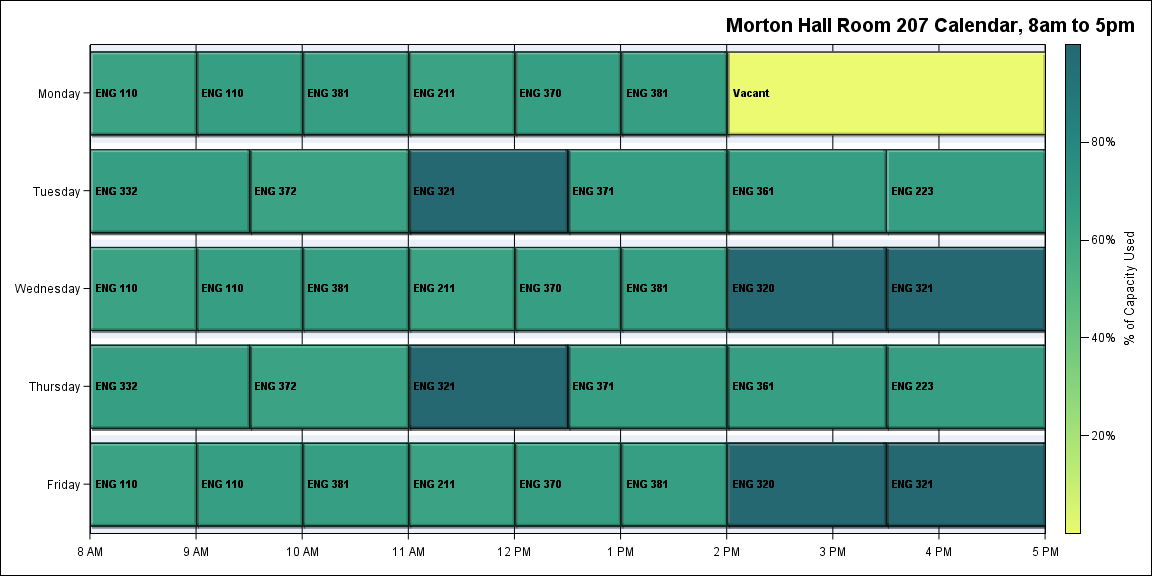 Morton Hall Room 207 Calendar, 8am to 5pm
Monday ENG 110 ENG 110 ENG 381 ENG 211 ENG 370 ENG 381 Vacant
80%
Tuesday ENG 332 ENG 372 ENG 321 ENG 371 ENG 361 ENG 223
60%
% of Capacity Used
Wednesday ENG 110 ENG 110 ENG 381 ENG 211 ENG 370 ENG 381 ENG 320 ENG 321
40%
Thursday ENG 332 ENG 372 ENG 321 ENG 371 ENG 361 ENG 223
20%
Friday ENG 110 ENG 110 ENG 381 ENG 211 ENG 370 ENG 381 ENG 320 ENG 321
8 AM 9 AM 10 AM 11 AM 12 PM 1 PM 2 PM 3 PM 4 PM 5 PM